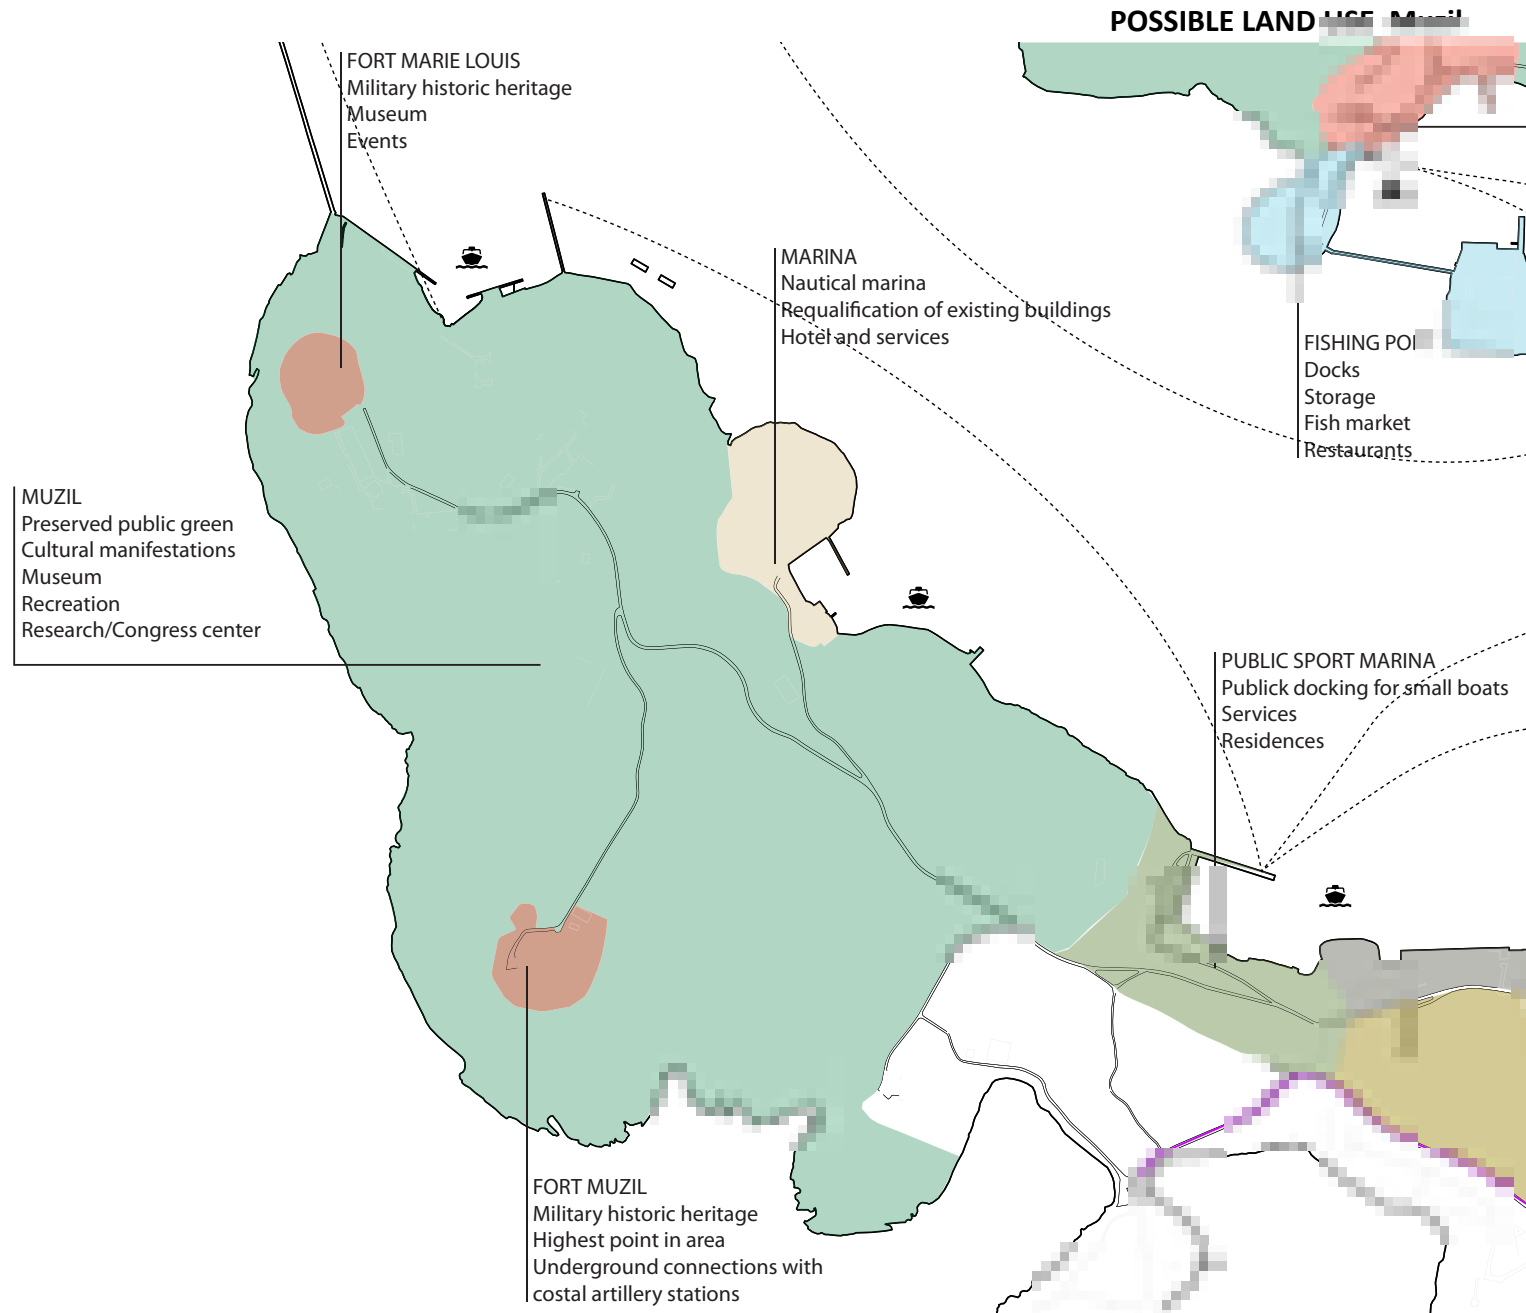 POSSIBLE LAND
FORT MARIE LOUIS
Military historic heritage
Museum
Events
MARINA
Nautical marina
Requalification of existing buildings
Hotel and services
FISHING
Docks
Storage
Fish market
Restaurants
MUZIL
Preserved public green
Cultural manifestations
Museum
Recreation
Research/Congress center
PUBLIC SPORT MARINA
Publick docking for small boats
Services
Residences
FORT MUZIL
Military historic heritage
Highest point in area
Underground connections with
costal artillery stations